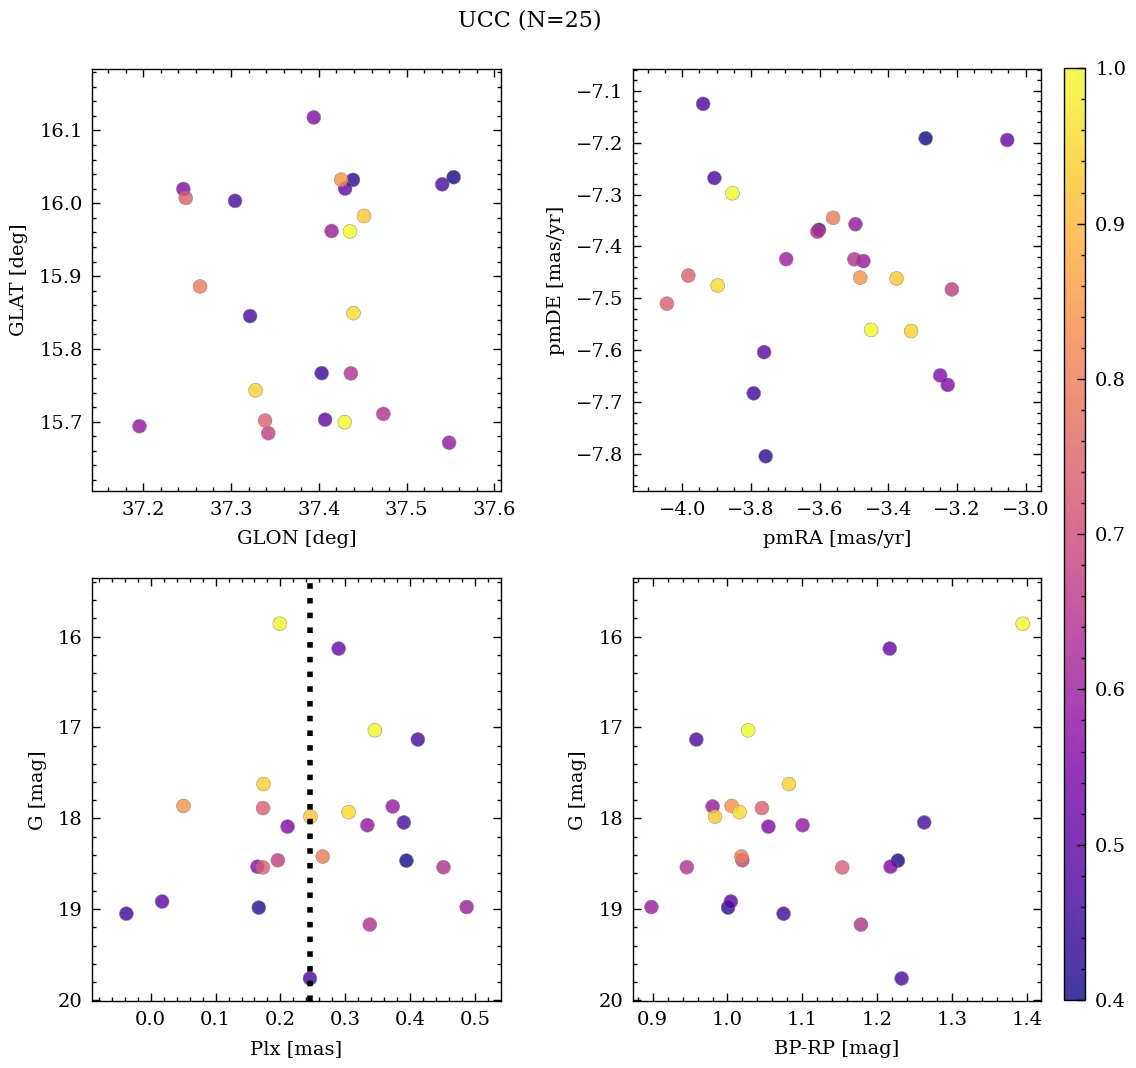 UCC (N=25)
16.1
16.0
15.9
15.8
15.7
GLAT [deg]
37.2 37.3 37.4 37.5 37.6
GLON [deg]
−7.1
−7.2
−7.3
−7.4
−7.5
−7.6
−7.7
−7.8
pmDE [mas/yr]
−4.0 −3.8 −3.6 −3.4 −3.2 −3.0
pmRA [mas/yr]
16
17
18
19
20
G [mag]
0.0 0.1 0.2 0.3 0.4 0.5
Plx [mas]
16
17
18
19
20
G [mag]
0.9 1.0 1.1 1.2 1.3 1.4
BP-RP [mag]
1.0
0.9
0.8
0.7
0.6
0.5
0.4